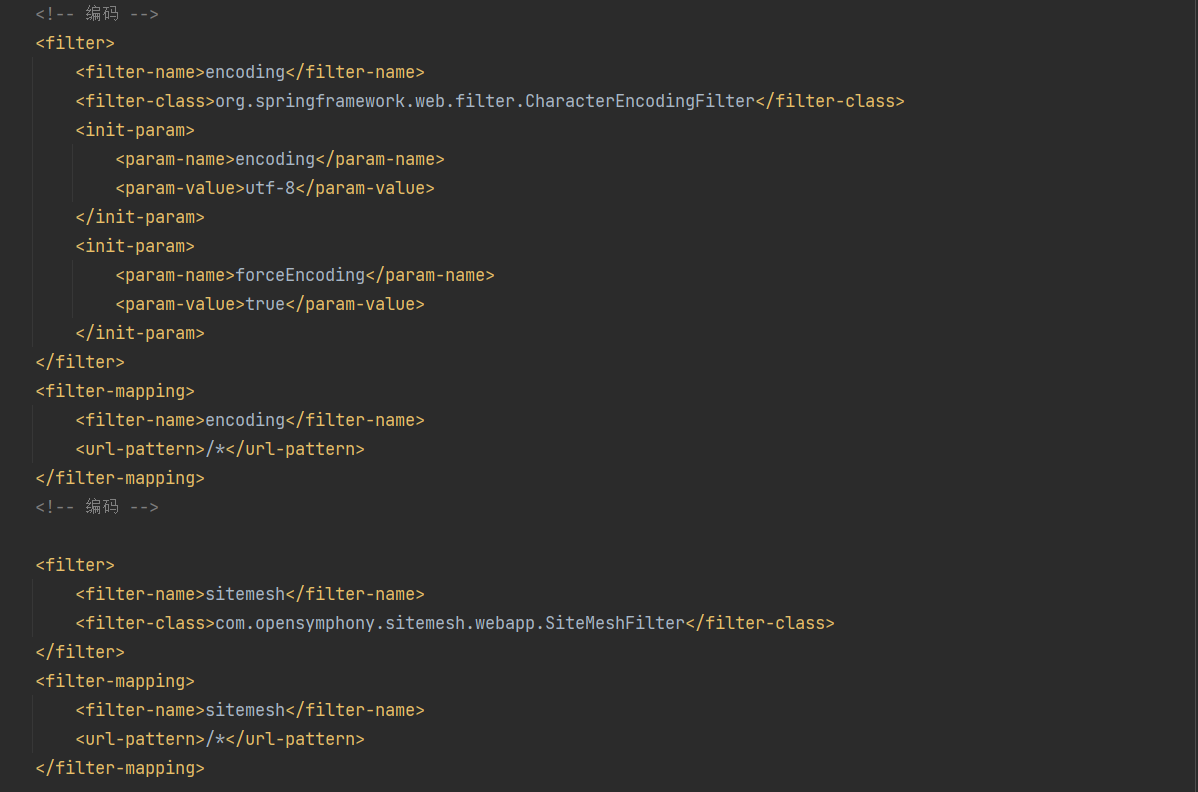 <!-- 编码 -->
<filter>
<filter-name>encoding</filter-name>
<filter-class>org.springframework.web.filter.CharacterEncodingFilter</filter-class>
<init-param>
<param-name>encoding</param-name>
<param-value>utf-8</param-value>
</init-param>
<init-param>
<param-name>forceEncoding</param-name>
<param-value>true</param-value>
</init-param>
</filter>
<filter-mapping>
<filter-name>encoding</filter-name>
<url-pattern>/*</url-pattern>
</filter-mapping>
<!-- 编码 -->
<filter>
<filter-name>sitemesh</filter-name>
<filter-class>com.opensymphony.sitemesh.webapp.SiteMeshFilter</filter-class>
</filter>
<filter-mapping>
<filter-name>sitemesh</filter-name>
<url-pattern>/*</url-pattern>
</filter-mapping>